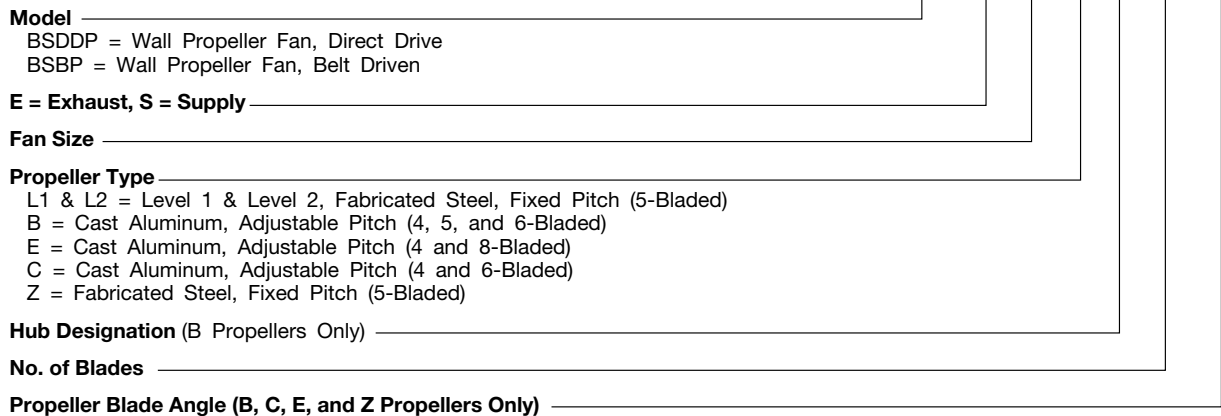 Model
BSDDP = Wall Propeller Fan, Direct Drive
BSBP = Wall Propeller Fan, Belt Driven
E = Exhaust, S = Supply
Fan Size
Propeller Type
L1 & L2 = Level 1 & Level 2, Fabricated Steel, Fixed Pitch (5-Bladed)
B = Cast Aluminum, Adjustable Pitch (4, 5, and 6-Bladed)
E = Cast Aluminum, Adjustable Pitch (4 and 8-Bladed)
C = Cast Aluminum, Adjustable Pitch (4 and 6-Bladed)
Z = Fabricated Steel, Fixed Pitch (5-Bladed)
Hub Designation (B Propellers Only)
No. of Blades
Propeller Blade Angle (B, C, E, and Z Propellers Only)